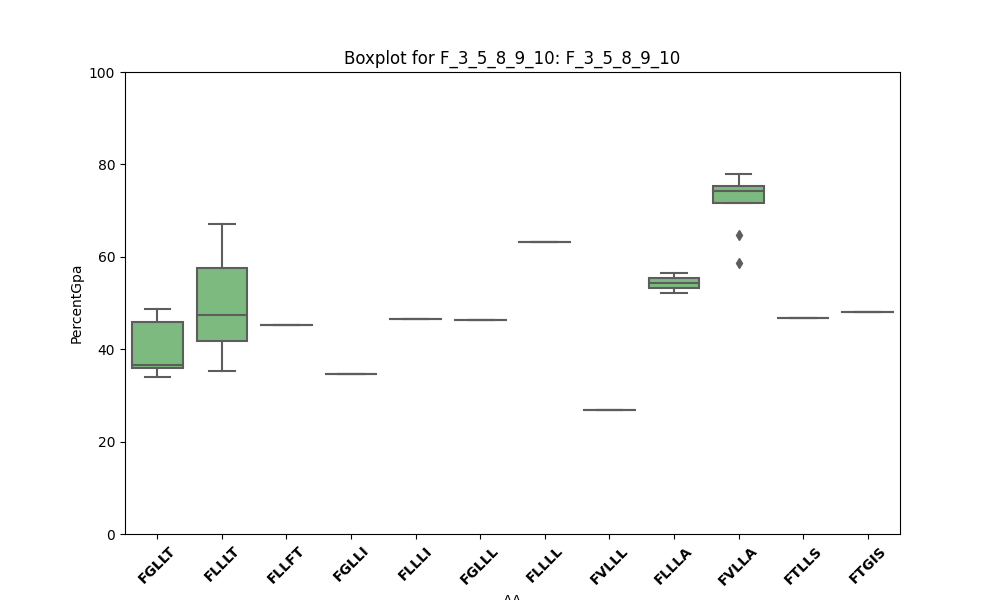 Boxplot for F_3_5_8_9_10: F_3_5_8_9_10
100
80
60
40
20
0
PercentGpa
FGLLT
FLLLT
FLLFT
FGLLI
FLLLI
FGLLL
FLLLL
FVLLL
FLLLA
FVLLA
FTLLS
FTGIS
AA